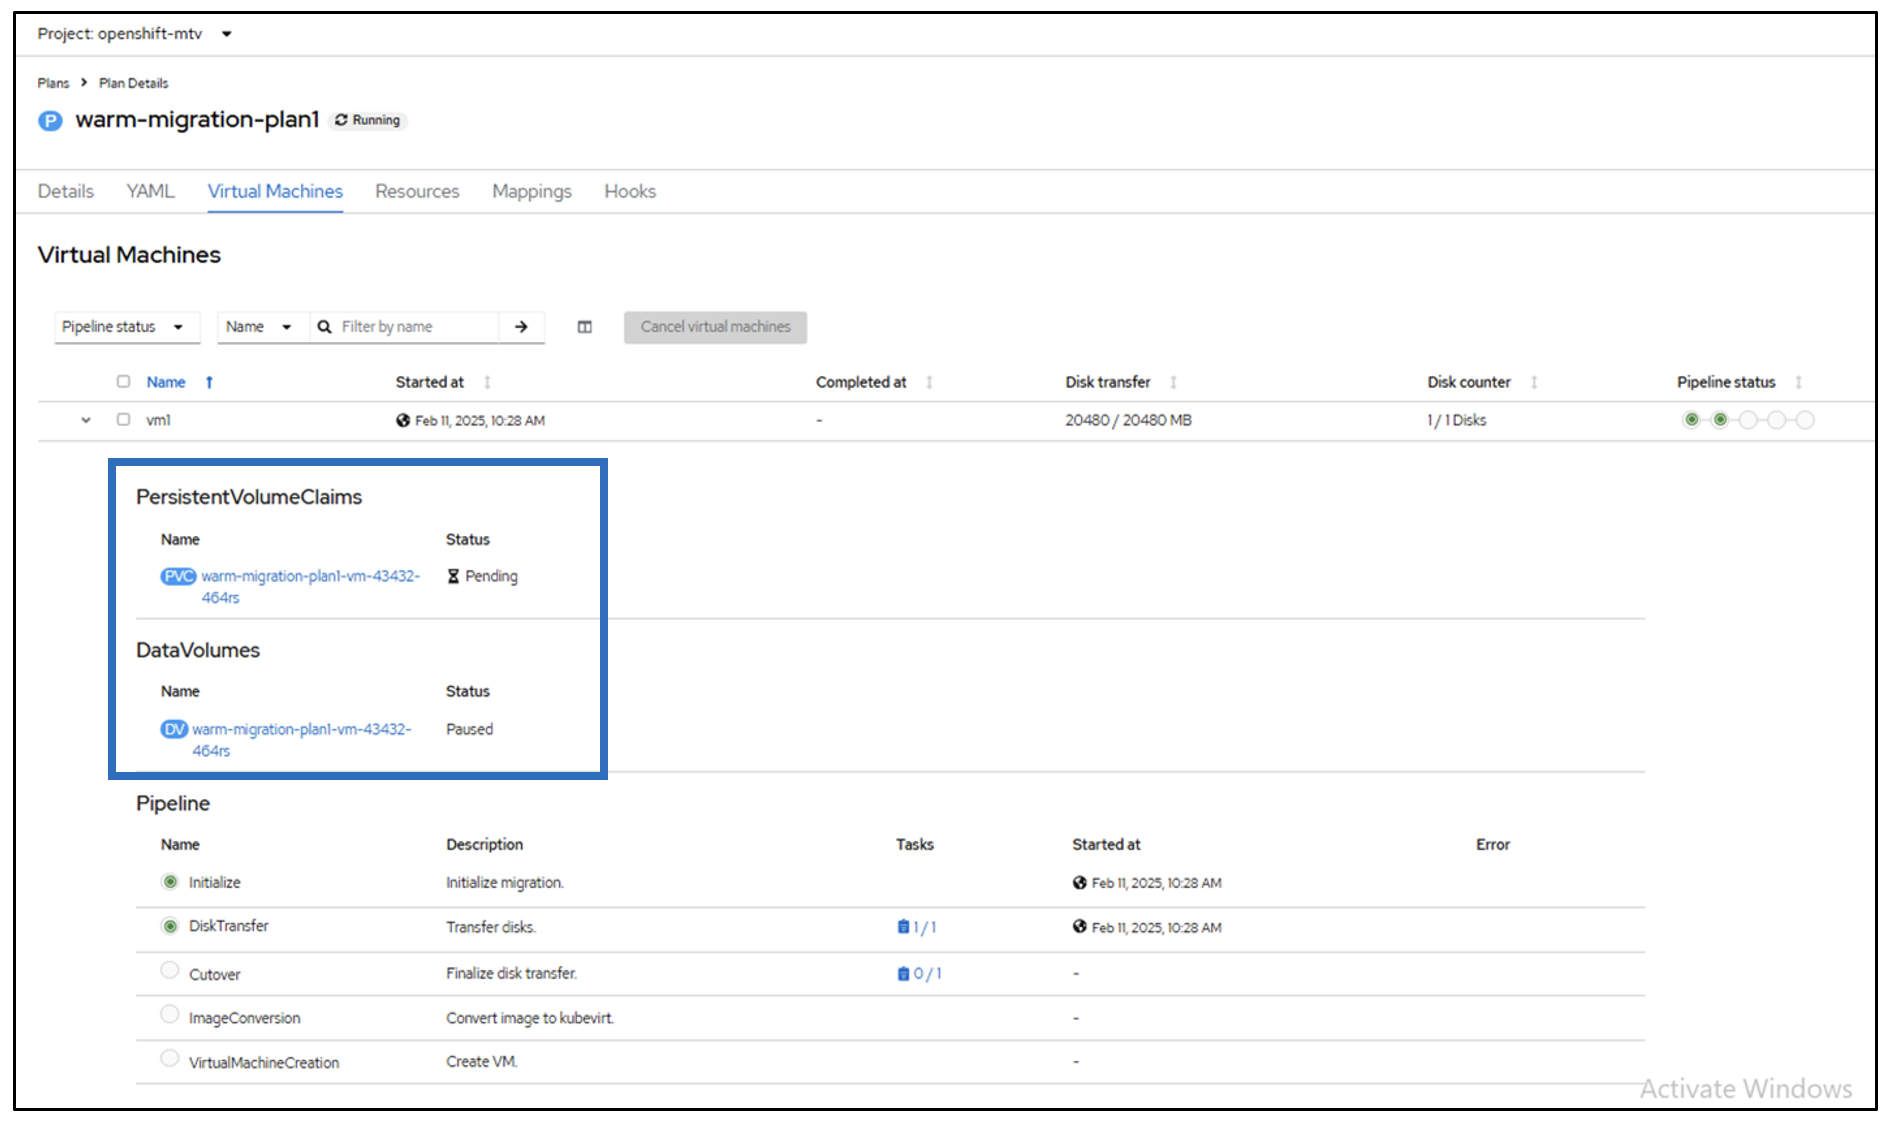 Project: openshift-mtv
Plans > Plan Details
P warm-migration-plan1 Running
Details YAML Virtual Machines Resources Mappings Hooks
Virtual Machines
Pipeline status Name Filter by name Cancel virtual machines
Name Started at Completed at Disk transfer Disk counter Pipeline status
vm1 Feb 11, 2025, 10:28 AM - 20480 / 20480 MB 1 / 1 Disks
PersistentVolumeClaims
Name Status
PVC warm-migration-plan1-vm-43432- Pending
464rs
DataVolumes
Name Status
DV warm-migration-plan1-vm-43432- Paused
464rs
Pipeline
Name Description Tasks Started at Error
Initialize Initialize migration. Feb 11, 2025, 10:28 AM
DiskTransfer Transfer disks. 1 / 1 Feb 11, 2025, 10:28 AM
Cutover Finalize disk transfer. 0 / 1 -
ImageConversion Convert image to kubevirt. -
VirtualMachineCreation Create VM. -
Activate Windows